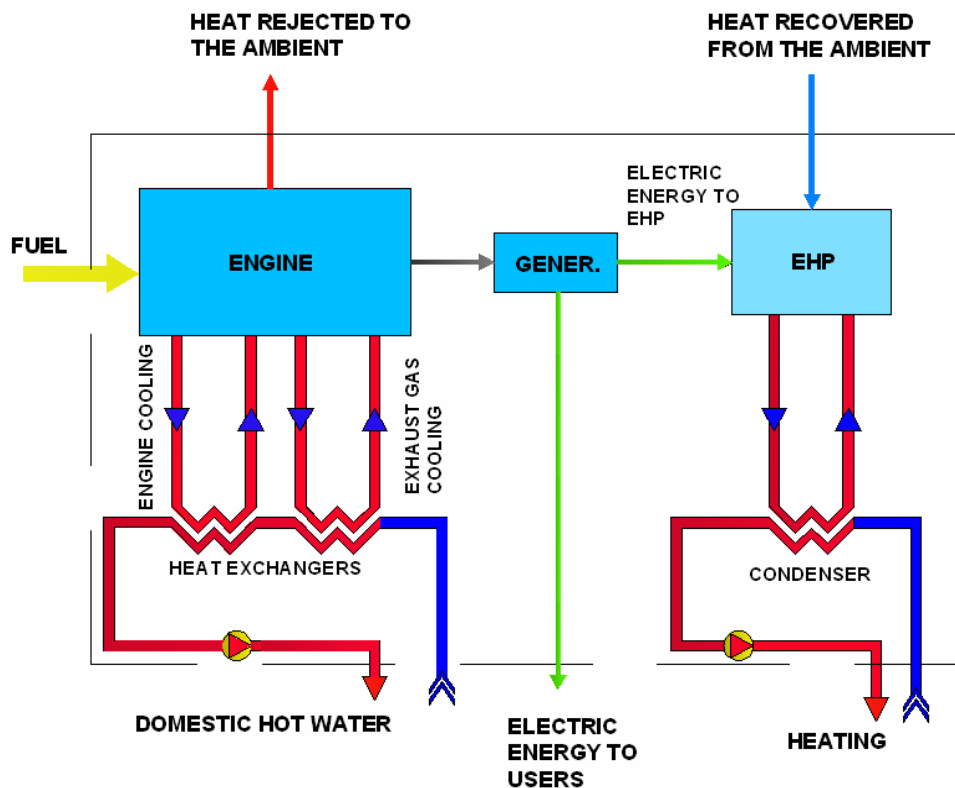 HEAT REJECTED TO
THE AMBIENT
HEAT RECOVERED
FROM THE AMBIENT
ELECTRIC
ENERGY TO
EHP
FUEL
ENGINE
GENER.
EHP
ENGINE COOLING
EXHAUST GAS
COOLING
HEAT EXCHANGERS
CONDENSER
DOMESTIC HOT WATER
ELECTRIC
ENERGY TO
USERS
HEATING